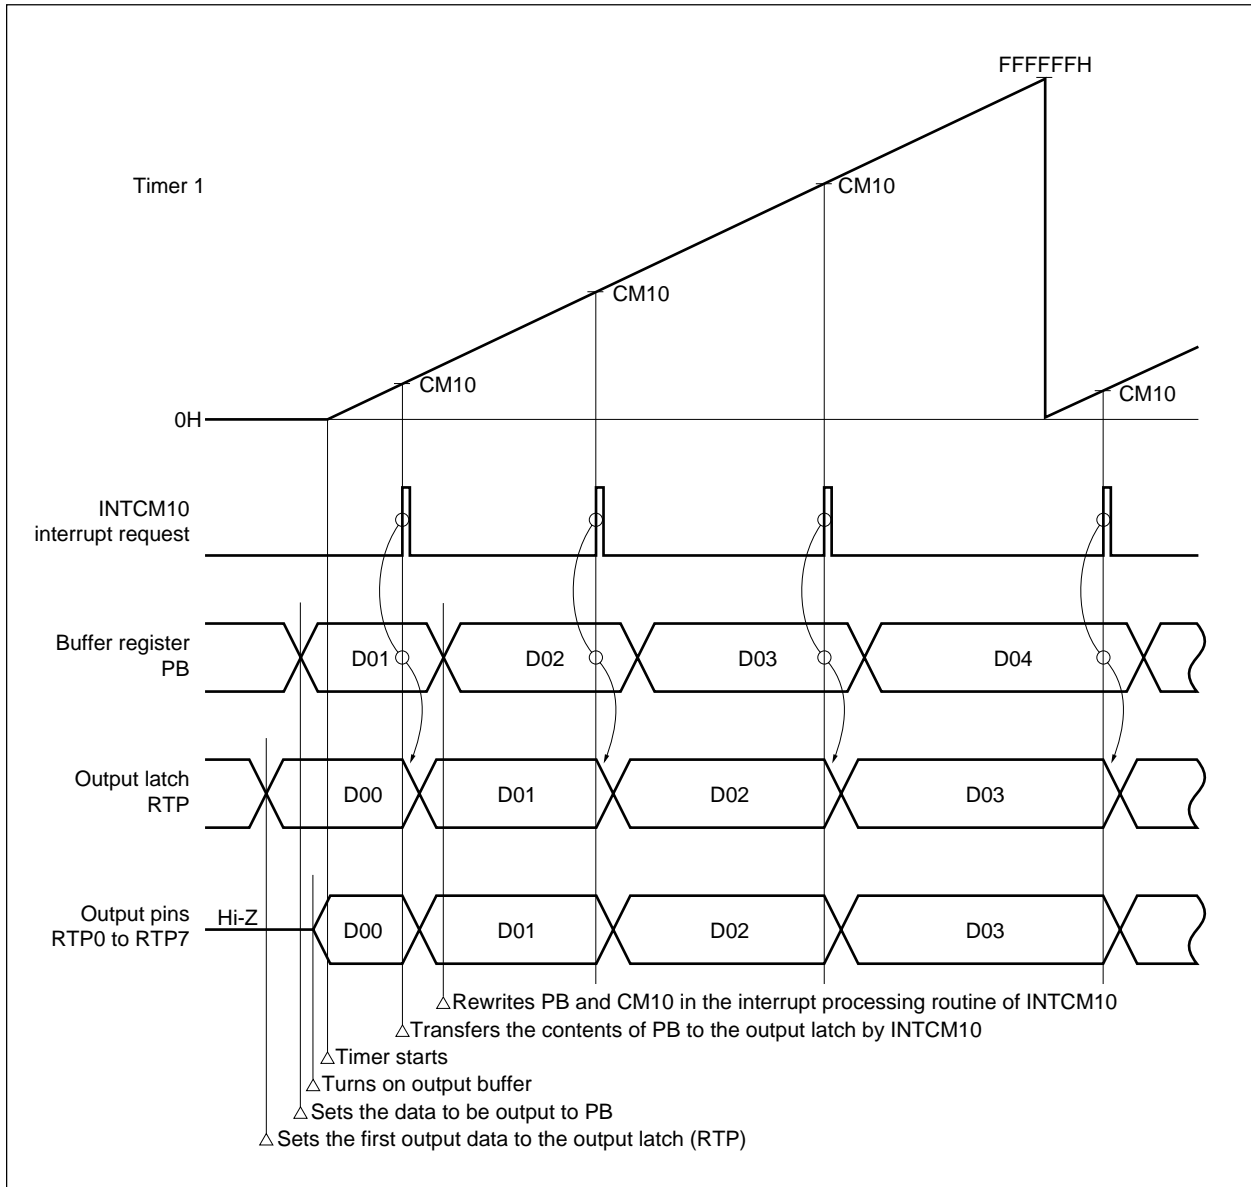 FFFFFFH
Timer 1
CM10
CM10
CM10
0H
CM10
INTCM10
interrupt request
Buffer register
PB
D01
D02
D03
D04
Output latch
RTP
D00
D01
D02
D03
Output pins
RTP0 to RTP7
Hi-Z
D00
D01
D02
D03
△Rewrites PB and CM10 in the interrupt processing routine of INTCM10
△Transfers the contents of PB to the output latch by INTCM10
△Timer starts
△Turns on output buffer
△Sets the data to be output to PB
△Sets the first output data to the output latch (RTP)